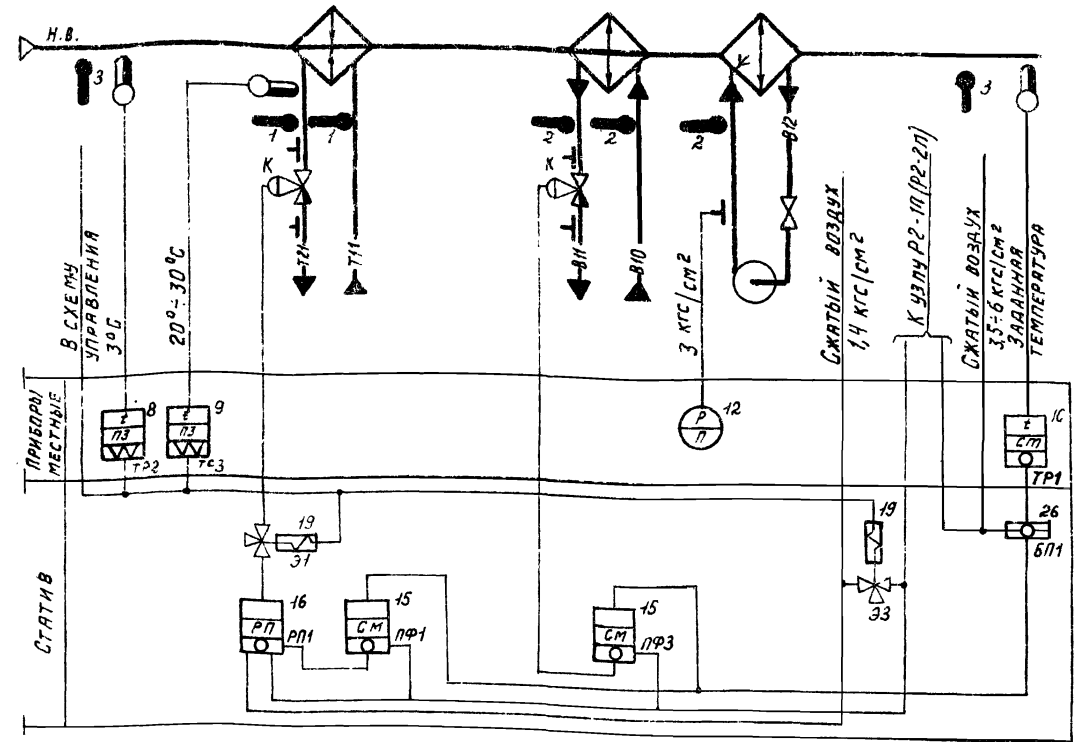 Н.В.
3
3
1
1
2
2
2
К
К
Т21
Т11
В11
В10
В12
В СХЕМУ
УПРАВЛЕНИЯ
3°С
20°÷30°С
3 КГС/СМ²
СЖАТЫЙ ВОЗДУХ
1,4 КГС/СМ²
К УЗЛУ Р2-1П (Р2-2П)
СЖАТЫЙ ВОЗДУХ
3,5÷6 КГС/СМ²
ЗАДАННАЯ
ТЕМПЕРАТУРА
ПРИБОРЫ
МЕСТНЫЕ
8
t
ПЗ
ТР2
9
t
ПЗ
ТС3
12
Р
П
1С
t
СМ
ТР1
СТАТИВ
19
Э1
19
Э3
26
БП1
16
РП
РП1
15
СМ
ПФ1
15
СМ
ПФ3